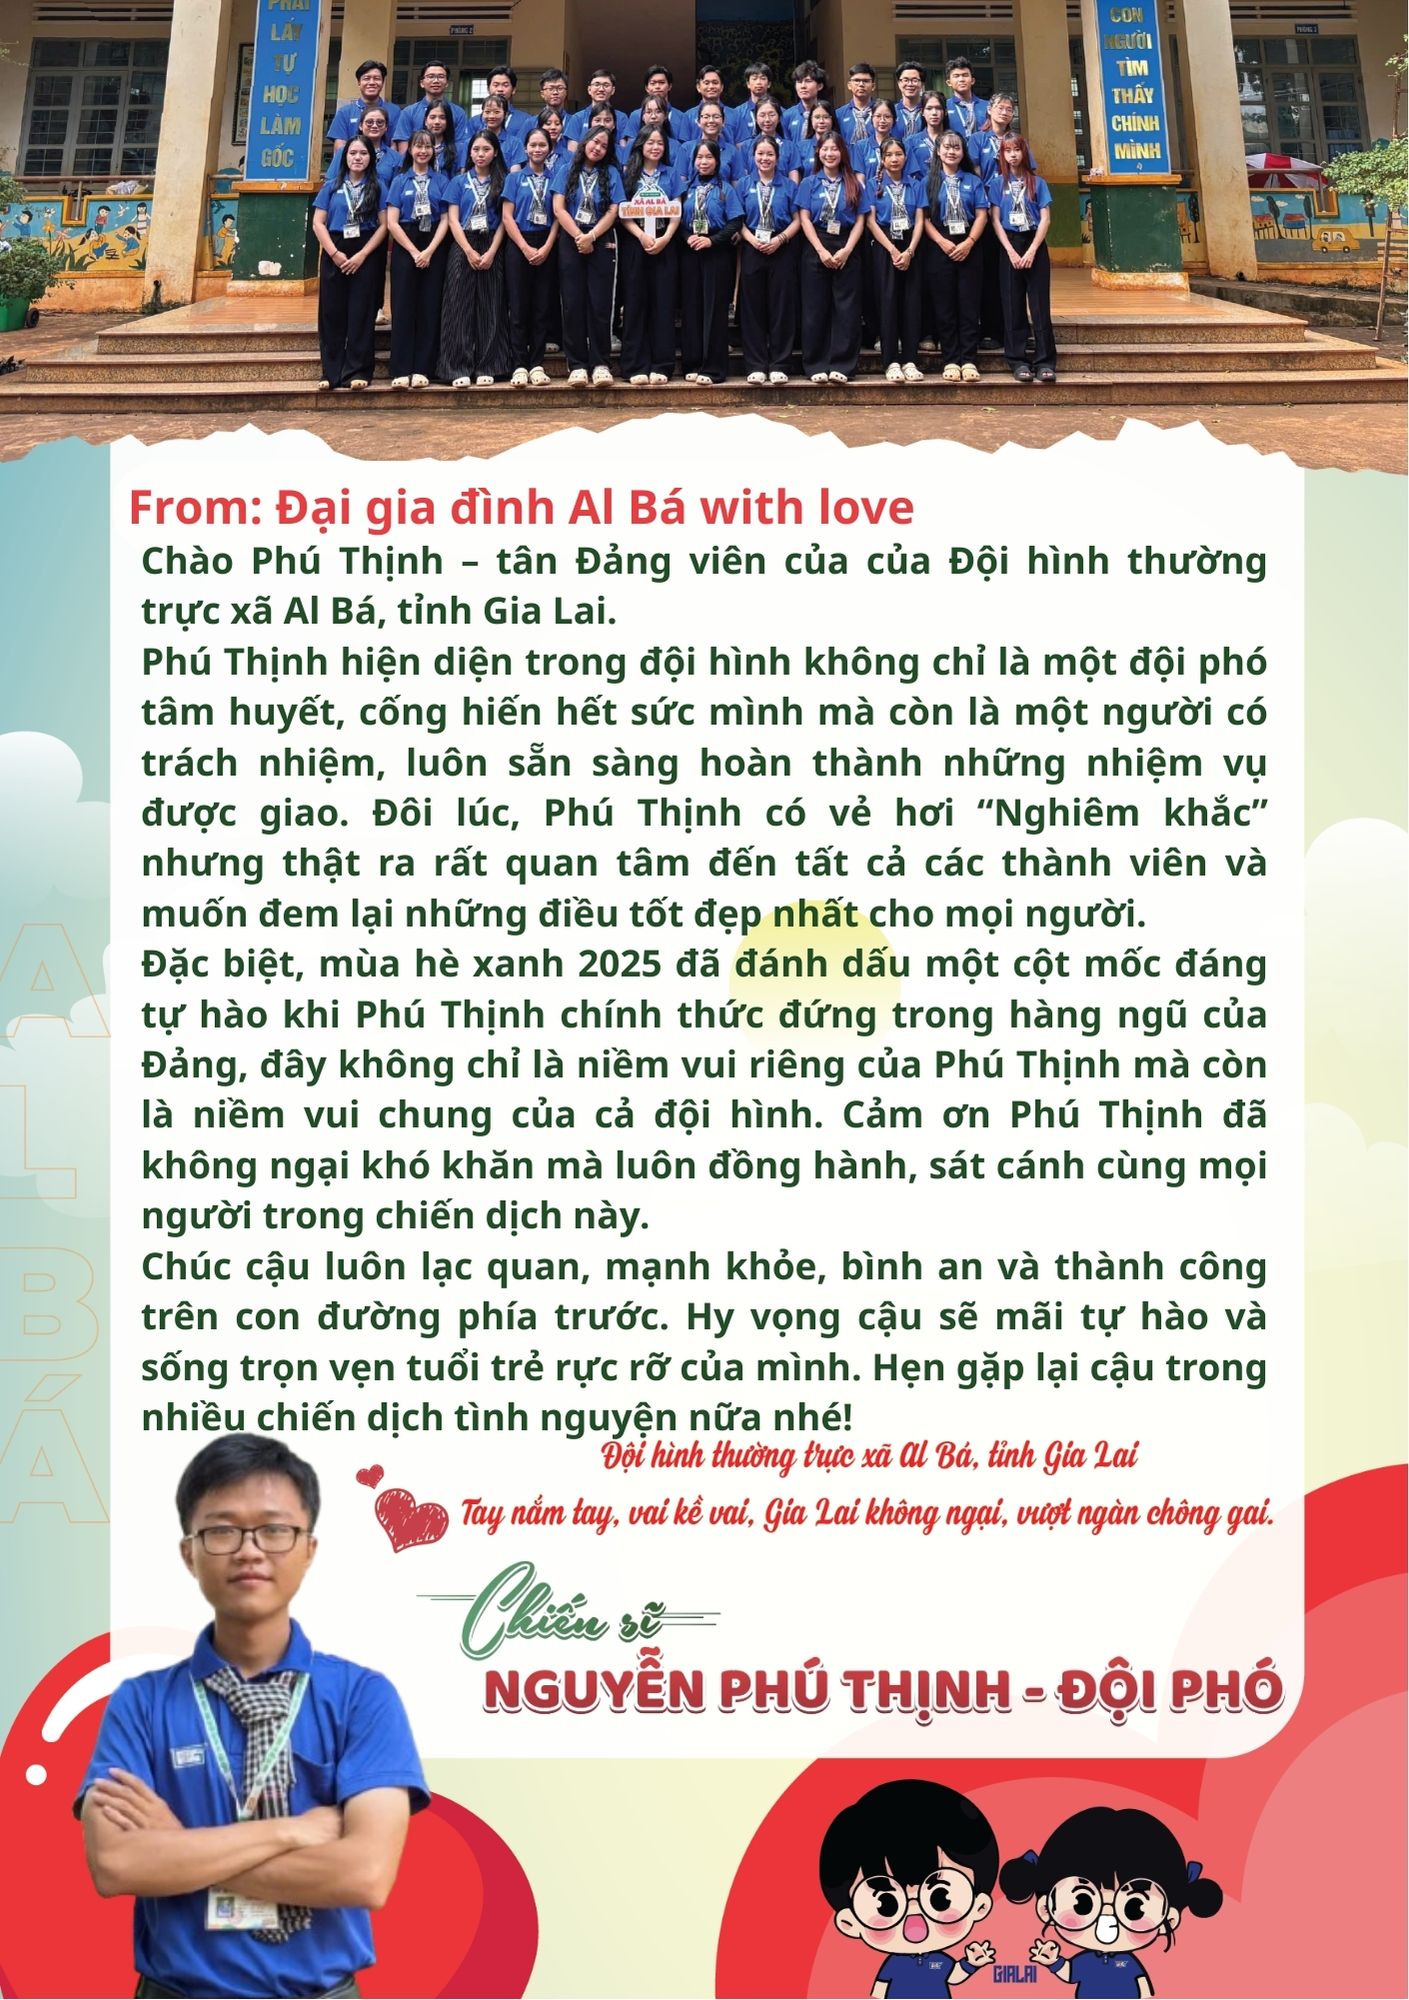 PHẢI
LẤY
TỰ
HỌC
LÀM
GỐC
PHÒNG 2
PHÒNG 3
CON
NGƯỜI
TÌM
THẤY
CHÍNH
MÌNH
XÃ AL BÁ
TỈNH GIA LAI
From: Đại gia đình Al Bá with love
Chào Phú Thịnh – tân Đảng viên của của Đội hình thường
trực xã Al Bá, tỉnh Gia Lai.
Phú Thịnh hiện diện trong đội hình không chỉ là một đội phó
tâm huyết, cống hiến hết sức mình mà còn là một người có
trách nhiệm, luôn sẵn sàng hoàn thành những nhiệm vụ
được giao. Đôi lúc, Phú Thịnh có vẻ hơi “Nghiêm khắc”
nhưng thật ra rất quan tâm đến tất cả các thành viên và
muốn đem lại những điều tốt đẹp nhất cho mọi người.
Đặc biệt, mùa hè xanh 2025 đã đánh dấu một cột mốc đáng
tự hào khi Phú Thịnh chính thức đứng trong hàng ngũ của
Đảng, đây không chỉ là niềm vui riêng của Phú Thịnh mà còn
là niềm vui chung của cả đội hình. Cảm ơn Phú Thịnh đã
không ngại khó khăn mà luôn đồng hành, sát cánh cùng mọi
người trong chiến dịch này.
Chúc cậu luôn lạc quan, mạnh khỏe, bình an và thành công
trên con đường phía trước. Hy vọng cậu sẽ mãi tự hào và
sống trọn vẹn tuổi trẻ rực rỡ của mình. Hẹn gặp lại cậu trong
nhiều chiến dịch tình nguyện nữa nhé!
AL BÁ
Đội hình thường trực xã Al Bá, tỉnh Gia Lai
Tay nắm tay, vai kề vai, Gia Lai không ngại, vượt ngàn chông gai.
Chiến sĩ
NGUYỄN PHÚ THỊNH - ĐỘI PHÓ
GIALAI